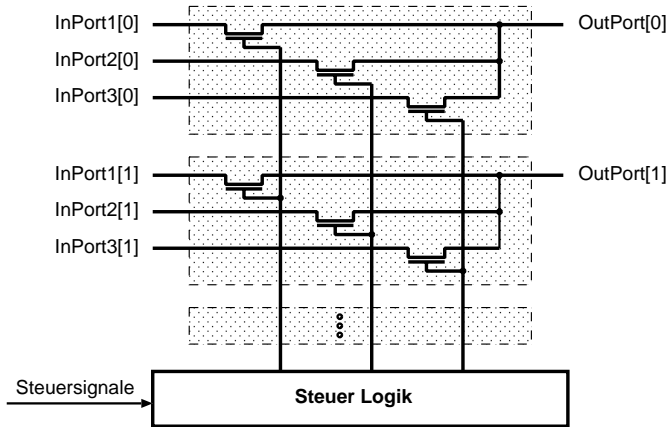 InPort1[0] OutPort[0]
InPort2[0]
InPort3[0]
InPort1[1] OutPort[1]
InPort2[1]
InPort3[1]
Steuersignale
Steuer Logik